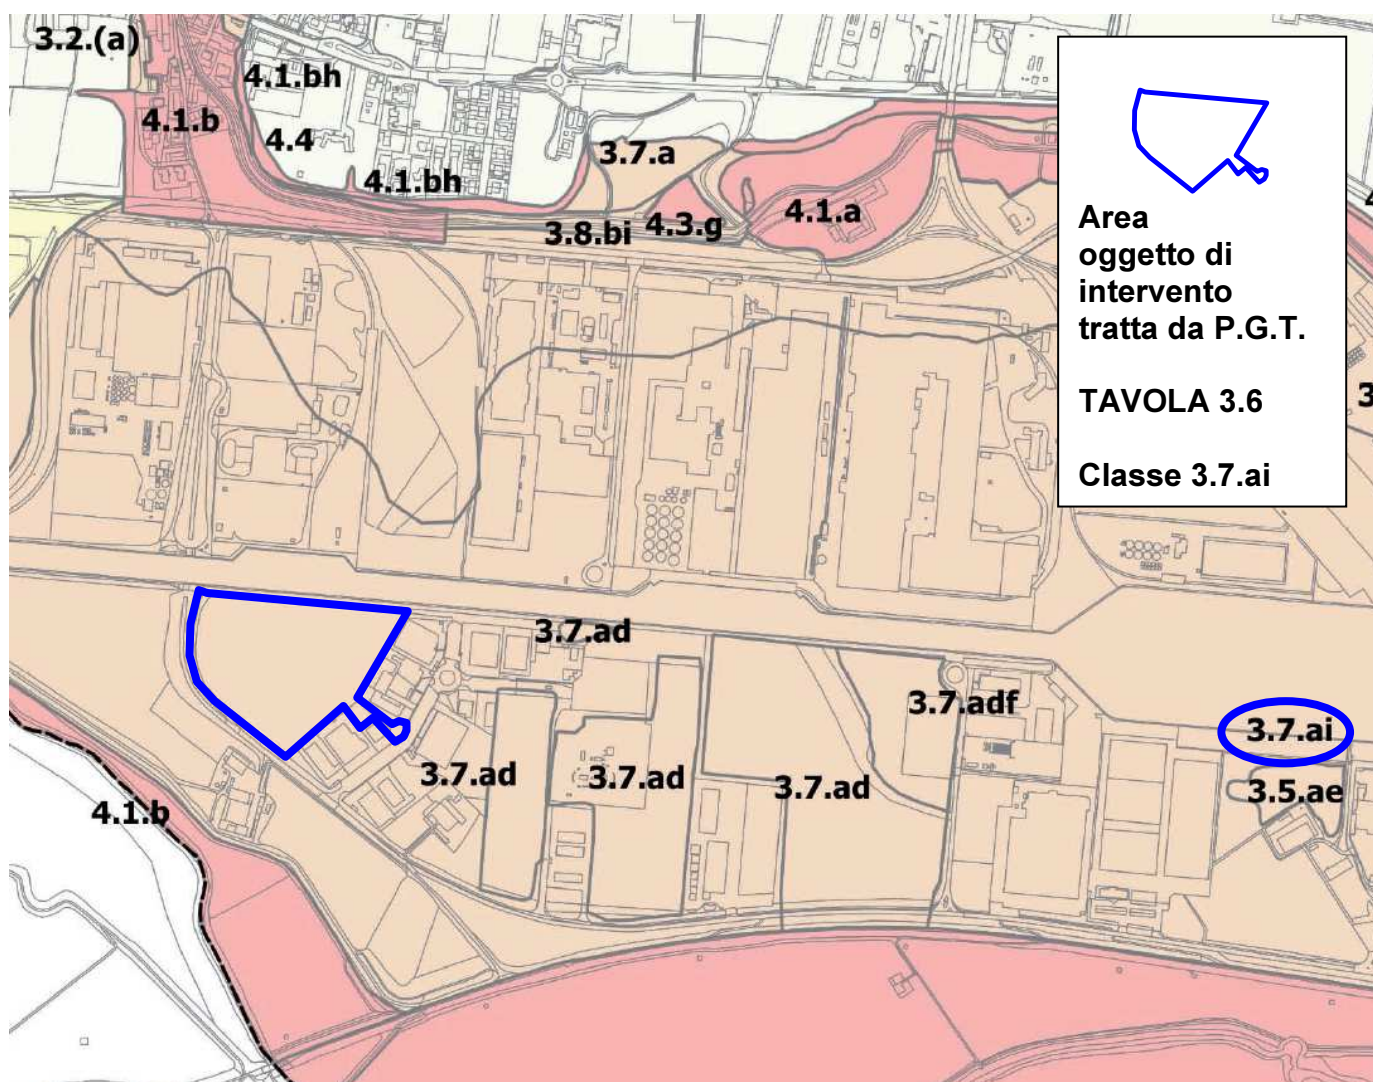 3.2.(a)
4.1.bh
4.1.b
4.4
3.7.a
4.1.bh
4.1.a
4.3.g
3.8.bi
Area
oggetto di
intervento
tratta da P.G.T.
TAVOLA 3.6
Classe 3.7.ai
3.7.ad
3.7.adf
3.7.ai
3.7.ad
3.7.ad
3.7.ad
3.5.ae
4.1.b